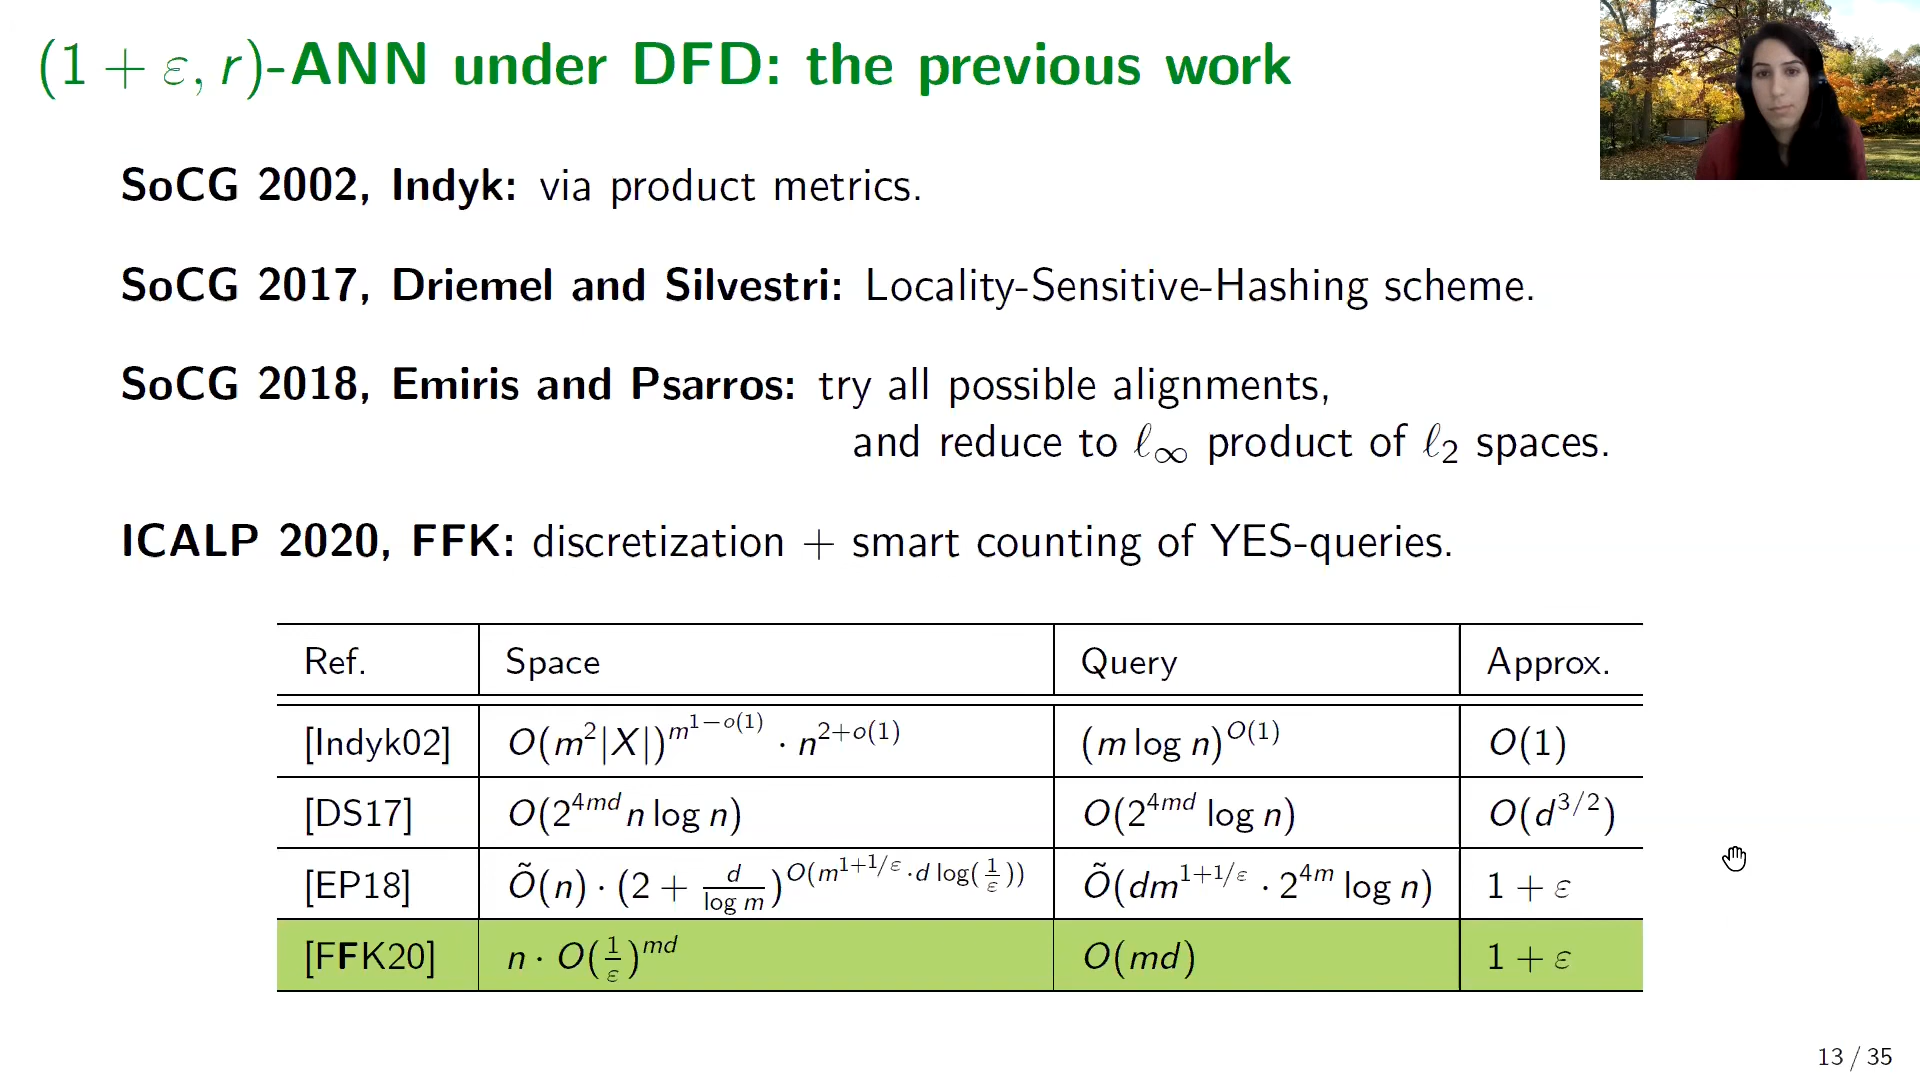 (1 + ε, r)-ANN under DFD: the previous work
SoCG 2002, Indyk: via product metrics.
SoCG 2017, Driemel and Silvestri: Locality-Sensitive-Hashing scheme.
SoCG 2018, Emiris and Psarros: try all possible alignments,
and reduce to ℓ∞ product of ℓ₂ spaces.
ICALP 2020, FFK: discretization + smart counting of YES-queries.
Ref. Space Query Approx.
[Indyk02] O(m²|X|)^{m^{1−o(1)}} · n^{2+o(1)} (m log n)^{O(1)} O(1)
[DS17] O(2^{4md} n log n) O(2^{4md} log n) O(d^{3/2})
[EP18] Õ(n) · (2 + \frac{d}{log m})^{O(m^{1+1/ε}·d log(\frac{1}{ε}))} Õ(dm^{1+1/ε} · 2^{4m} log n) 1 + ε
[FFK20] n · O(\frac{1}{ε})^{md} O(md) 1 + ε
13 / 35